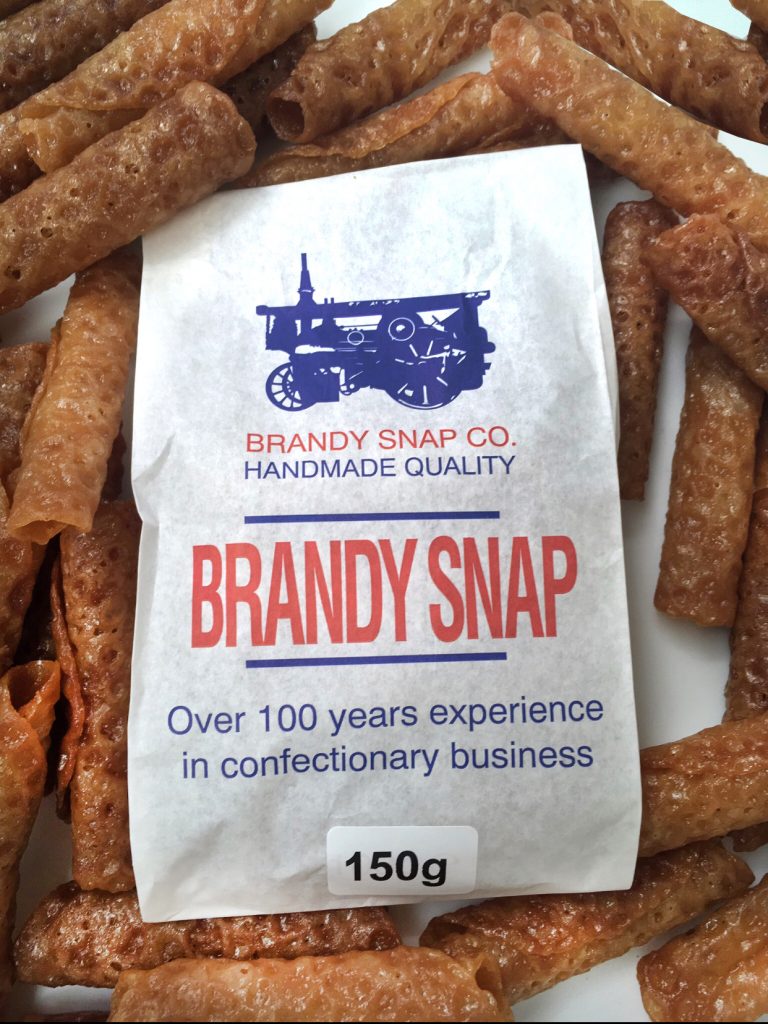 BRANDY SNAP CO.
HANDMADE QUALITY
BRANDY SNAP
Over 100 years experience
in confectionary business
150g